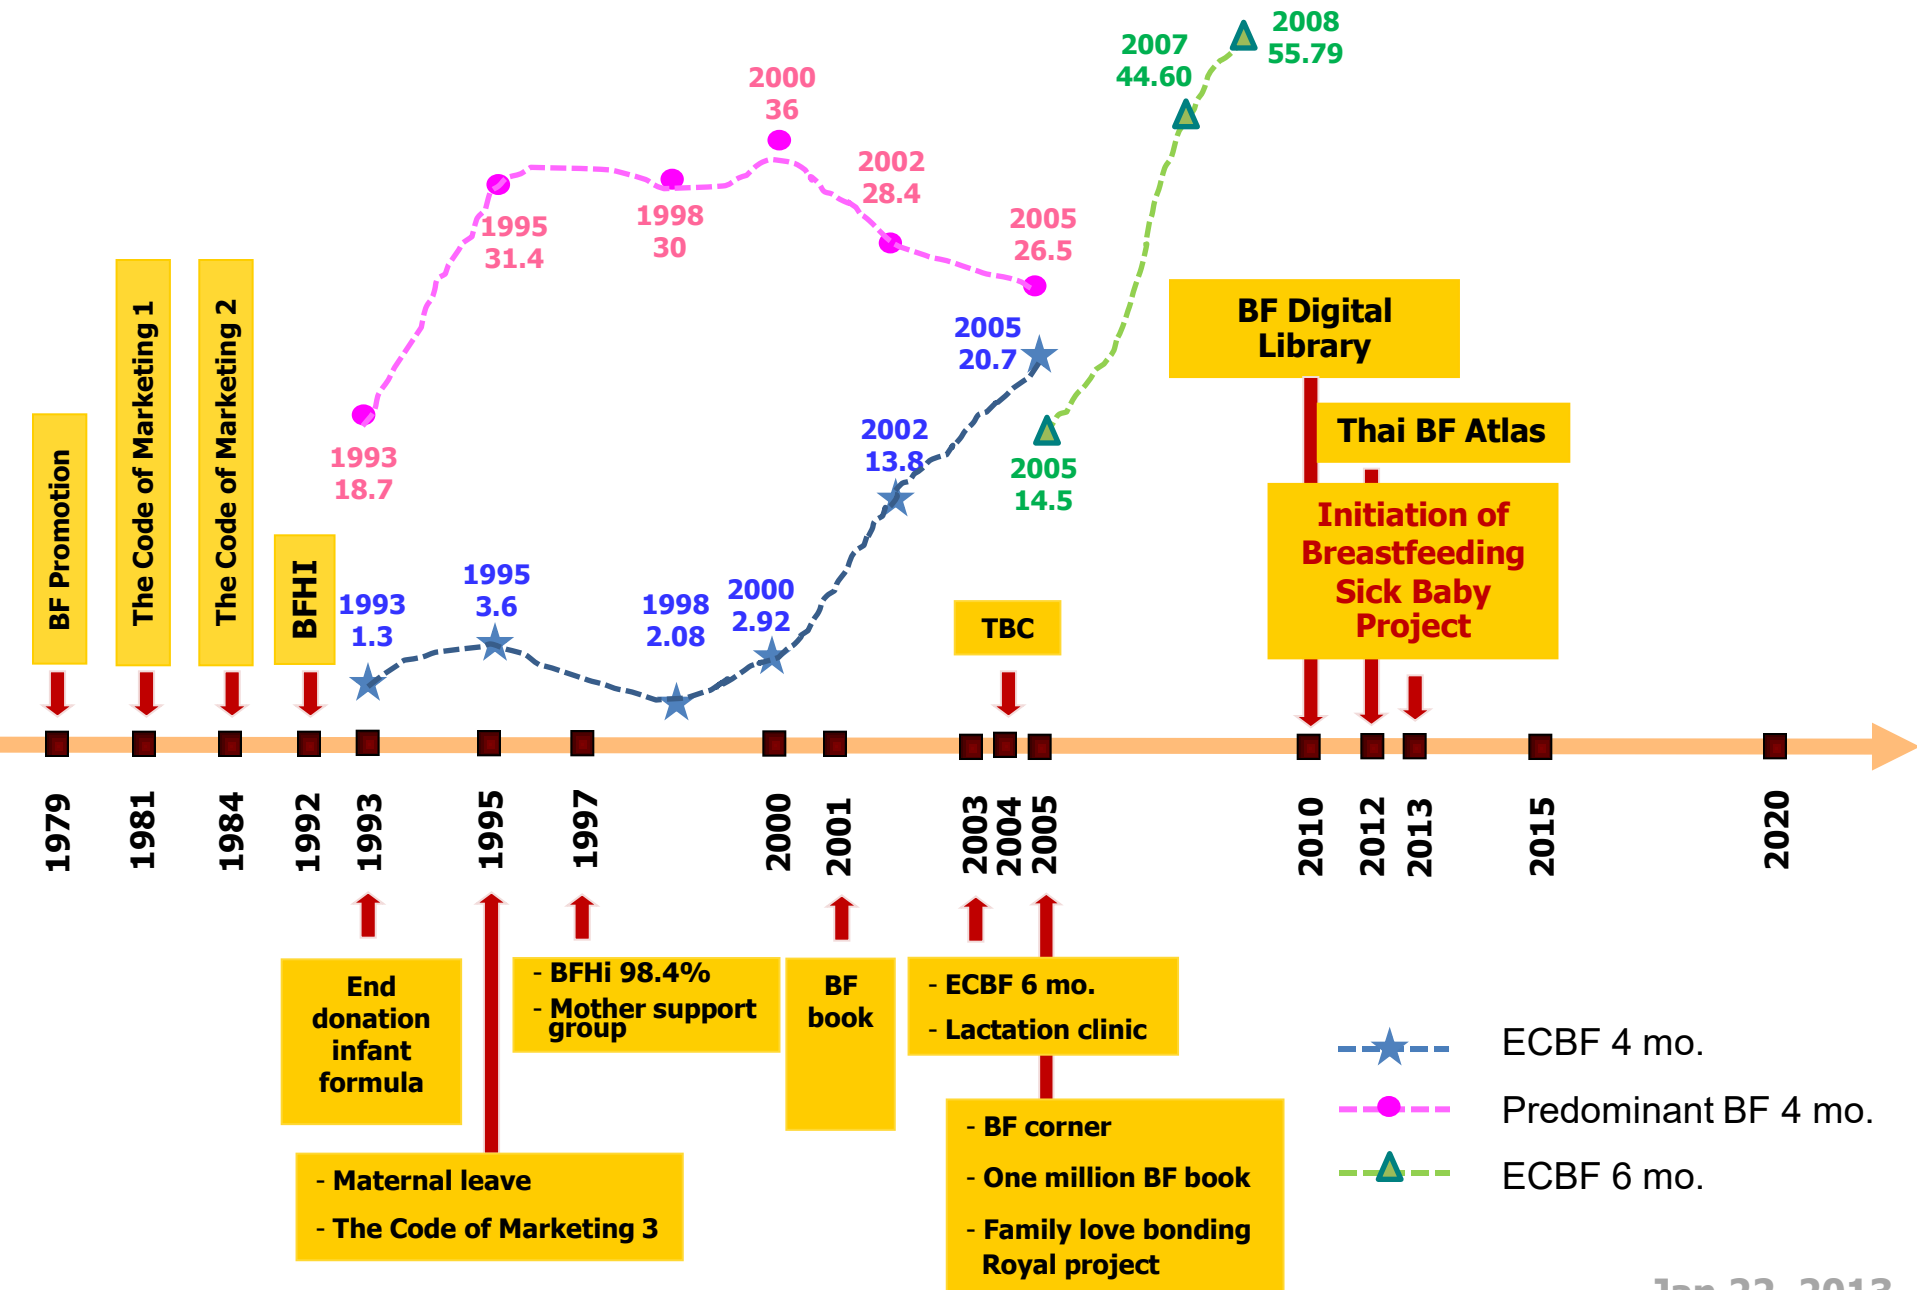 2008
55.79
2007
44.60
2000
36
2002
28.4
1995
31.4
1998
30
2005
26.5
1993
18.7
2005
20.7
2002
13.8
2005
14.5
1993
1.3
1995
3.6
1998
2.08
2000
2.92
BF Promotion
The Code of Marketing 1
The Code of Marketing 2
BFHI
TBC
BF Digital
Library
Thai BF Atlas
Initiation of
Breastfeeding
Sick Baby
Project
1979
1981
1984
1992
1993
1995
1997
2000
2001
2003
2004
2005
2010
2012
2013
2015
2020
End
donation
infant
formula
- Maternal leave
- The Code of Marketing 3
- BFHi 98.4%
- Mother support
group
BF
book
- ECBF 6 mo.
- Lactation clinic
- BF corner
- One million BF book
- Family love bonding
Royal project
ECBF 4 mo.
Predominant BF 4 mo.
ECBF 6 mo.
Jan 22, 2013